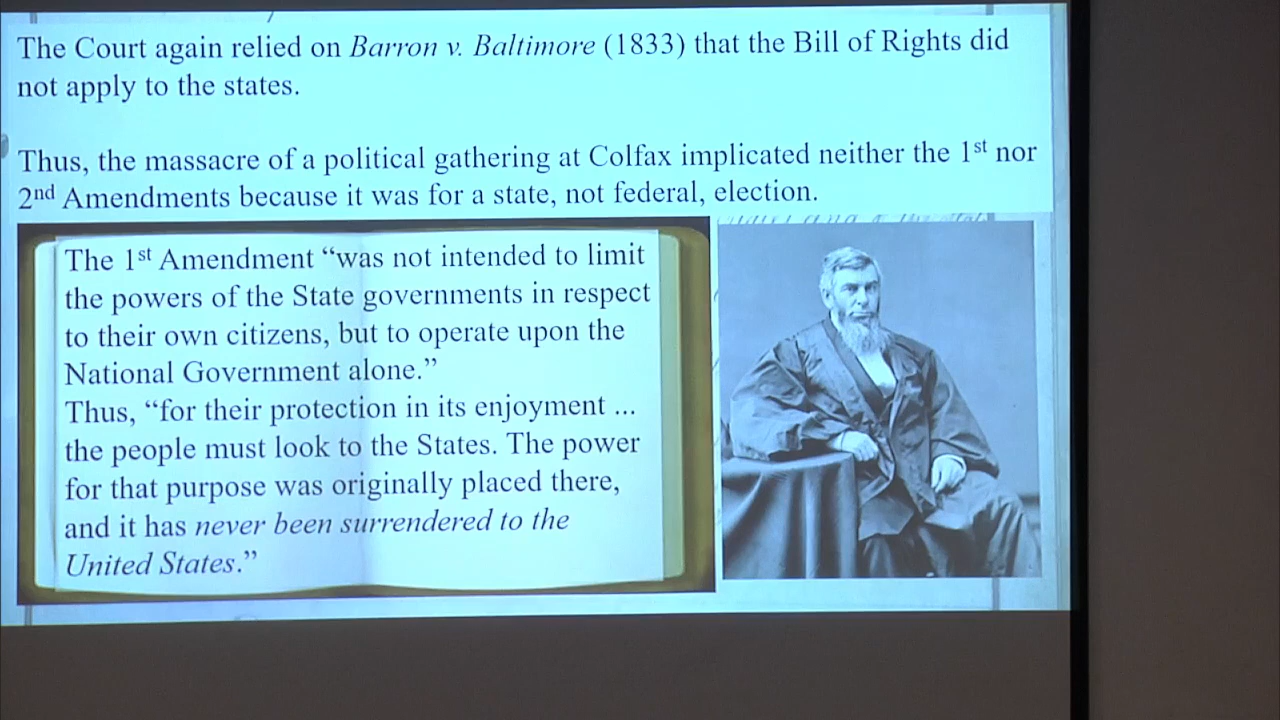 The Court again relied on Barron v. Baltimore (1833) that the Bill of Rights did
not apply to the states.
Thus, the massacre of a political gathering at Colfax implicated neither the 1st nor
2nd Amendments because it was for a state, not federal, election.
The 1st Amendment “was not intended to limit
the powers of the State governments in respect
to their own citizens, but to operate upon the
National Government alone.”
Thus, “for their protection in its enjoyment ...
the people must look to the States. The power
for that purpose was originally placed there,
and it has never been surrendered to the
United States.”